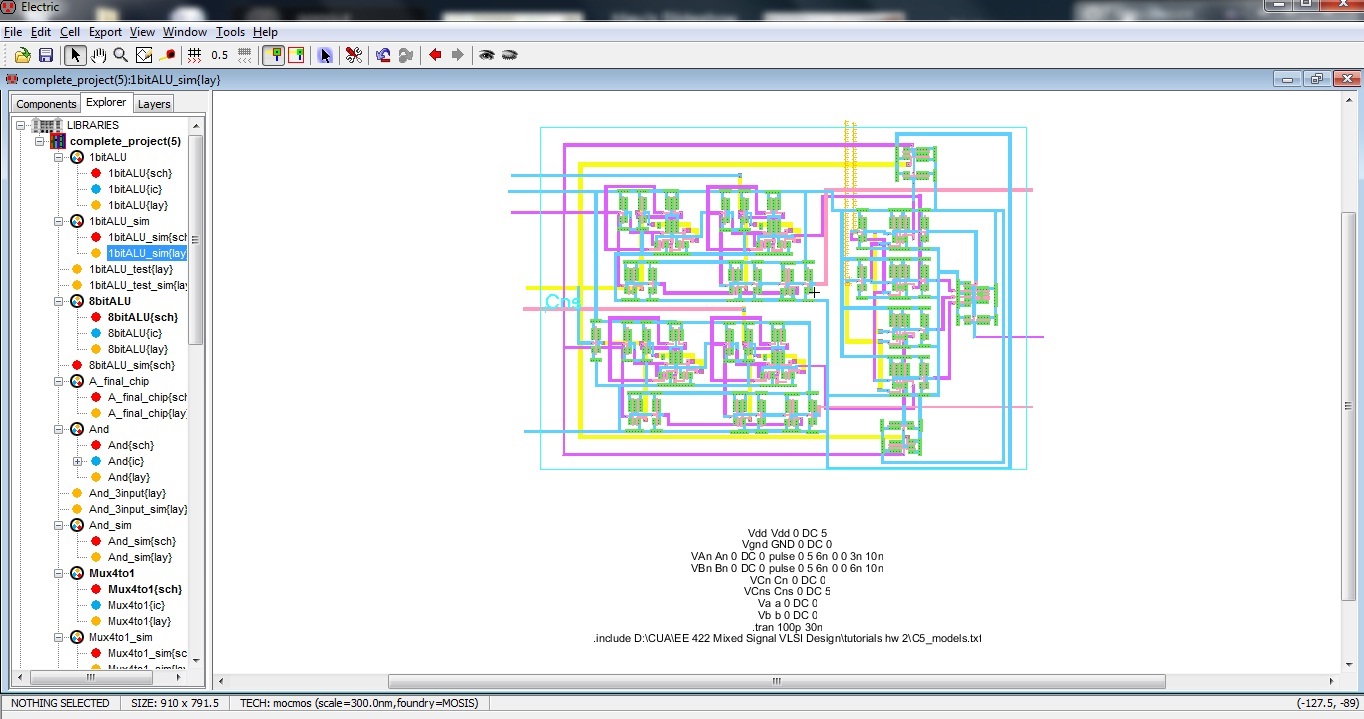 Electric
File Edit Cell Export View Window Tools Help
0.5
complete_project(5):1bitALU_sim{lay}
Components Explorer Layers
LIBRARIES
complete_project(5)
1bitALU
1bitALU{sch}
1bitALU{ic}
1bitALU{lay}
1bitALU_sim
1bitALU_sim{sch
1bitALU_sim{lay
1bitALU_test{lay}
1bitALU_test_sim{lay
8bitALU
8bitALU{sch}
8bitALU{ic}
8bitALU{lay}
8bitALU_sim{sch}
A_final_chip
A_final_chip{sch
A_final_chip{lay
And
And{sch}
And{ic}
And{lay}
And_3input{lay}
And_3input_sim{lay}
And_sim
And_sim{sch}
And_sim{lay}
Mux4to1
Mux4to1{sch}
Mux4to1{ic}
Mux4to1{lay}
Mux4to1_sim
Mux4to1_sim{sc
Mux4to1_sim{la
Cns
Vdd Vdd 0 DC 5
Vgnd GND 0 DC 0
VAn An 0 DC 0 pulse 0 5 6n 0 0 3n 10n
VBn Bn 0 DC 0 pulse 0 5 6n 0 0 6n 10n
VCn Cn 0 DC 0
VCns Cns 0 DC 5
Va a 0 DC 0
Vb b 0 DC 0
.tran 100p 30n
.include D:\CUA\EE 422 Mixed Signal VLSI Design\tutorials hw 2\C5_models.txt
NOTHING SELECTED SIZE: 910 x 791.5 TECH: mocmos (scale=300.0nm,foundry=MOSIS) (-127.5, -89)